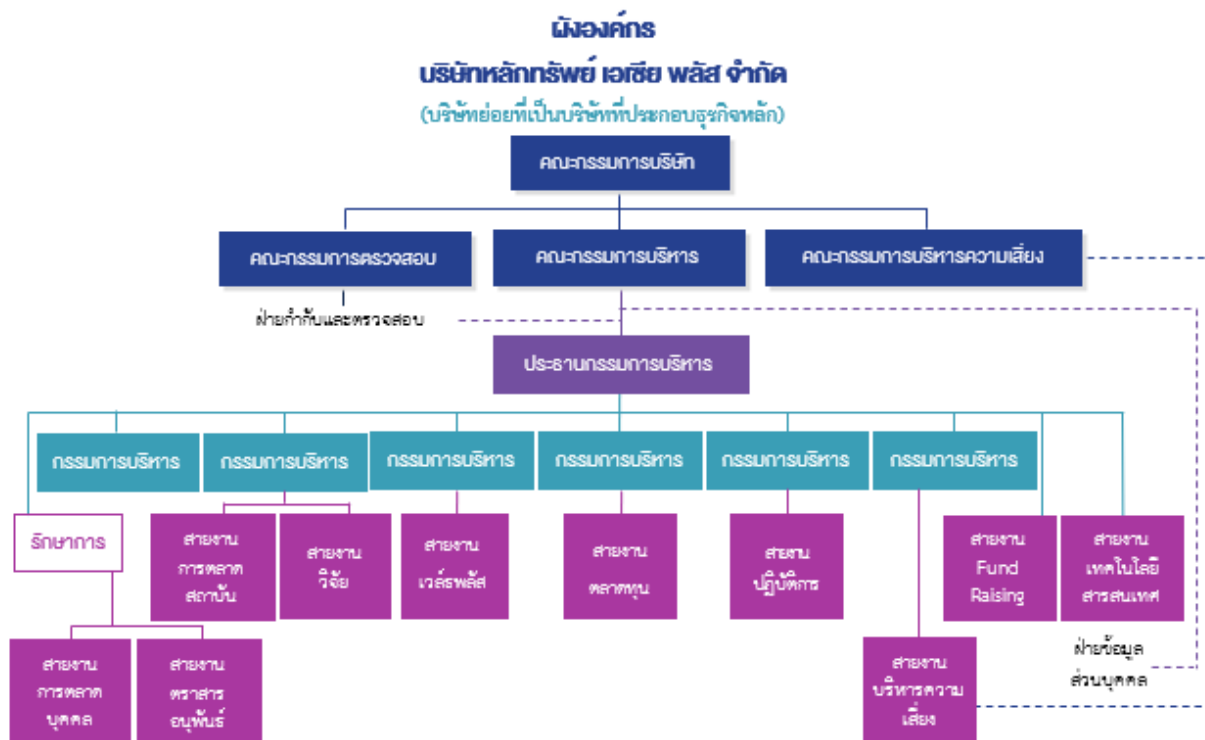 ผังองค์กร
บริษัทหลักทรัพย์ เอเซีย พลัส จำกัด
(บริษัทย่อยที่เป็นบริษัทที่ประกอบธุรกิจหลัก)
คณะกรรมการบริษัท
คณะกรรมการตรวจสอบ
คณะกรรมการบริหาร
คณะกรรมการบริหารความเสี่ยง
ฝ่ายกำกับและตรวจสอบ
ประธานกรรมการบริหาร
กรรมการบริหาร
กรรมการบริหาร
กรรมการบริหาร
กรรมการบริหาร
กรรมการบริหาร
กรรมการบริหาร
รักษาการ
สายงาน
การตลาด
สถาบัน
สายงาน
วิจัย
สายงาน
เวล์ธพลัส
สายงาน
ตลาดทุน
สายงาน
ปฏิบัติการ
สายงาน
Fund
Raising
สายงาน
เทคโนโลยี
สารสนเทศ
สายงาน
การตลาด
บุคคล
สายงาน
ตราสาร
อนุพันธ์
สายงาน
บริหารความ
เสี่ยง
ฝ่ายข้อมูล
ส่วนบุคคล